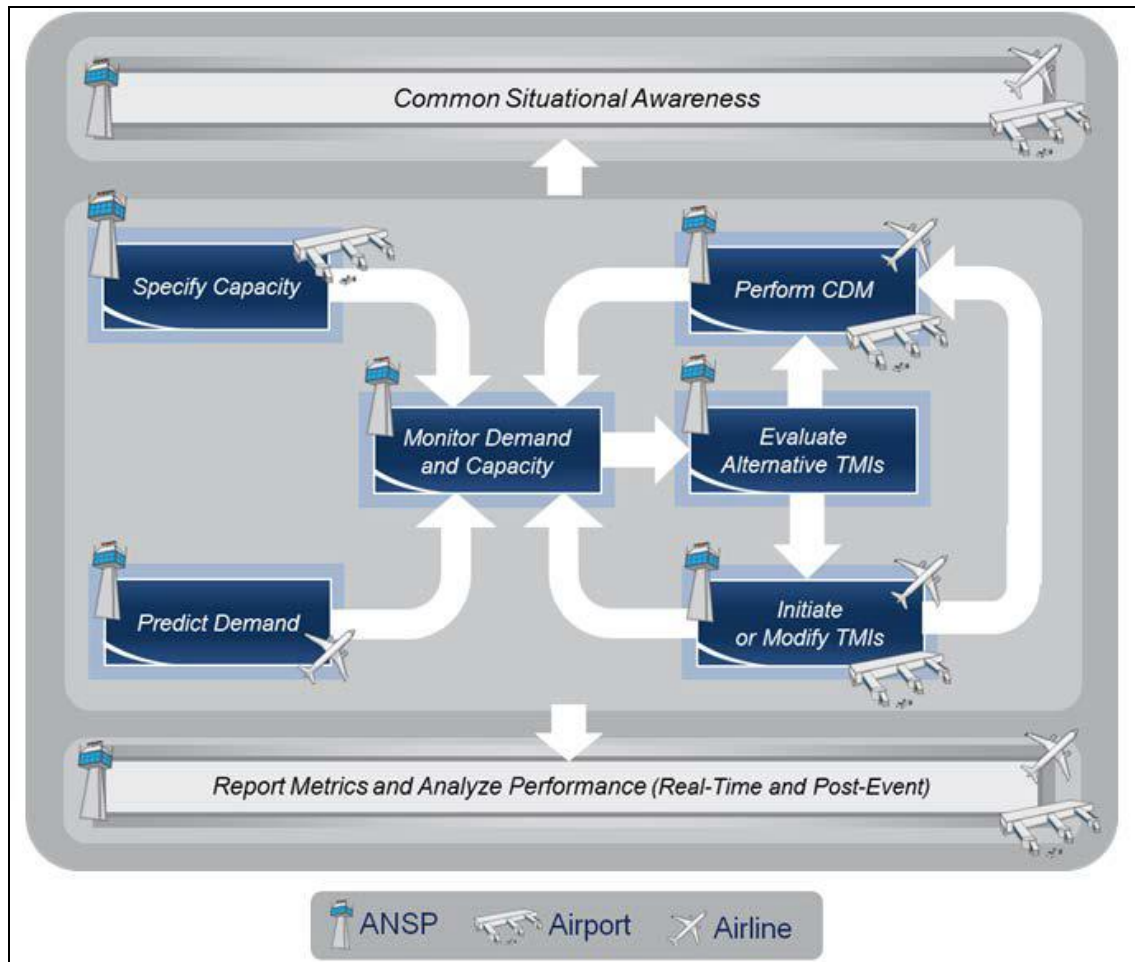 Common Situational Awareness
Specify Capacity
Perform CDM
Monitor Demand
and Capacity
Evaluate
Alternative TMIs
Predict Demand
Initiate
or Modify TMIs
Report Metrics and Analyze Performance (Real-Time and Post-Event)
ANSP
Airport
Airline